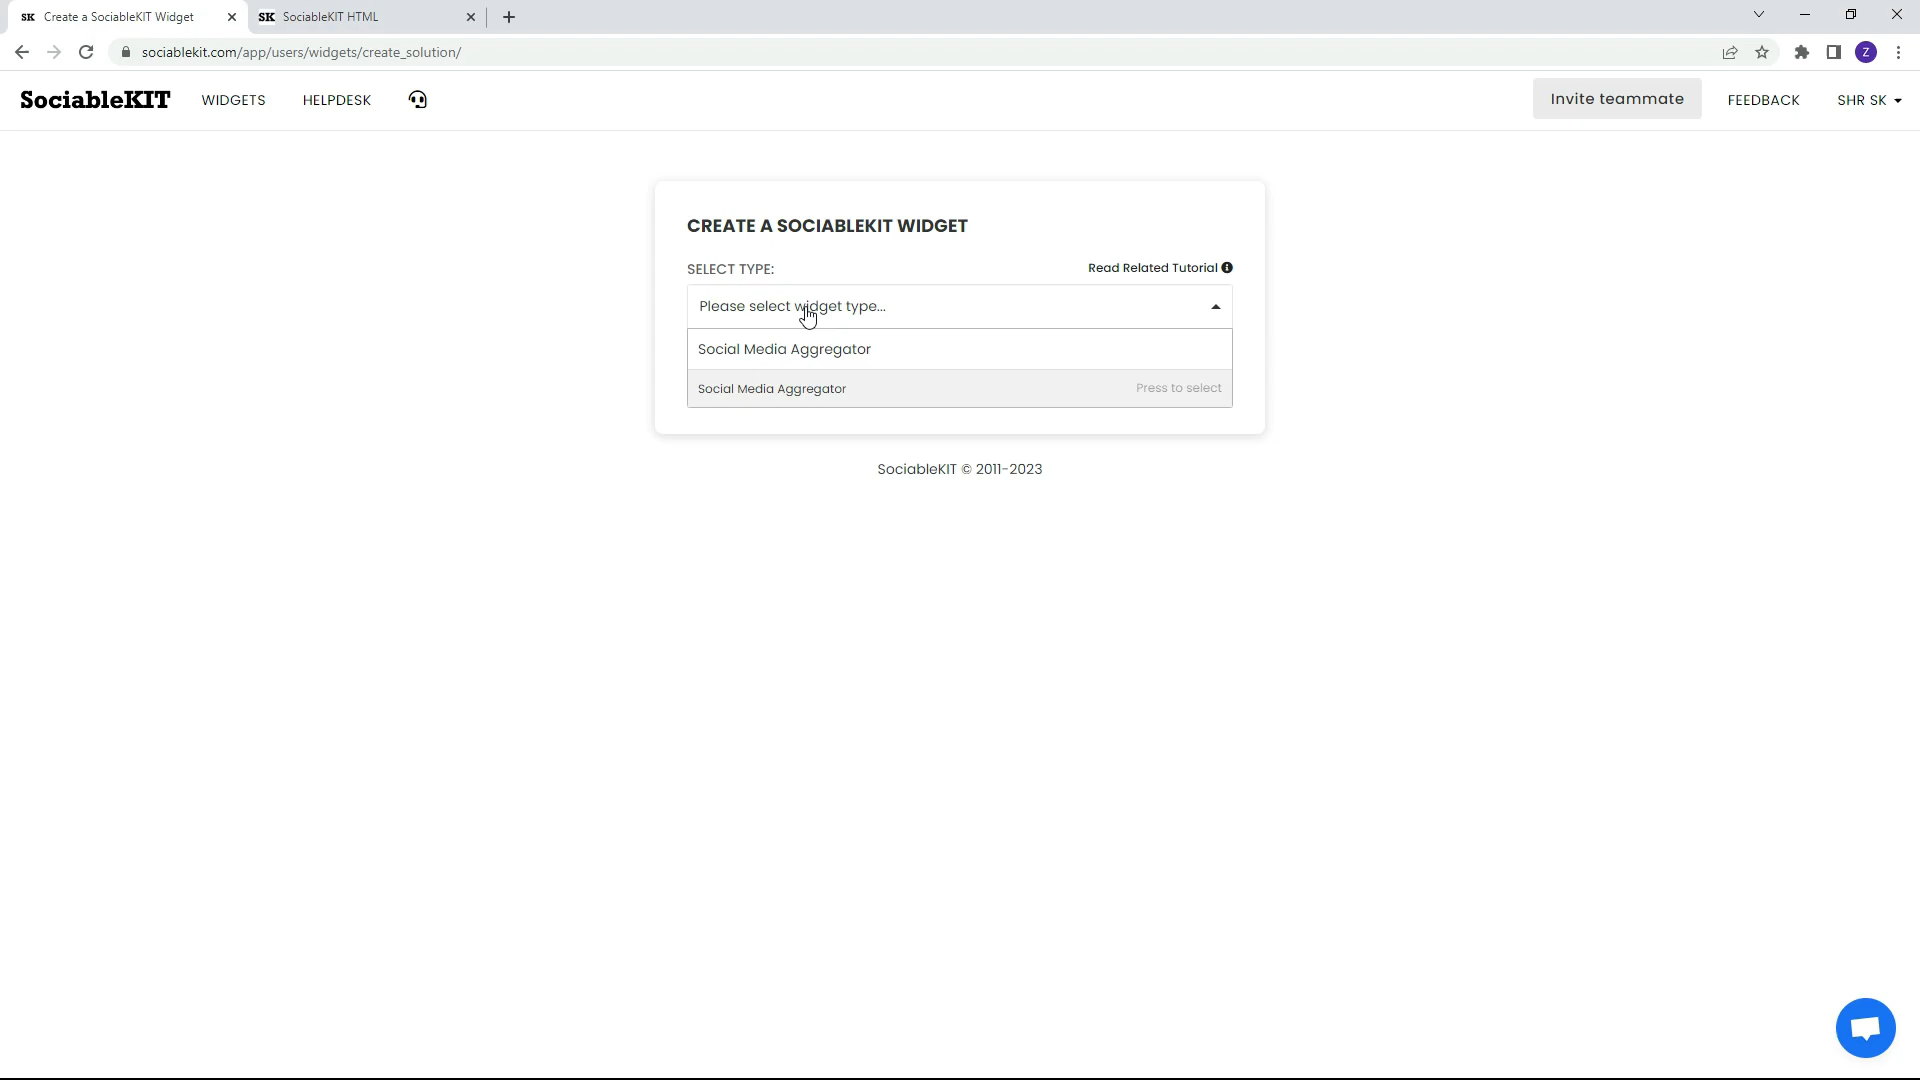 SK Create a SociableKIT Widget
SK SociableKIT HTML
sociablekit.com/app/users/widgets/create_solution/
Z
SociableKIT WIDGETS HELPDESK Invite teammate FEEDBACK SHR SK
CREATE A SOCIABLEKIT WIDGET
SELECT TYPE: Read Related Tutorial
Please select widget type...
Social Media Aggregator
Social Media Aggregator Press to select
SociableKIT © 2011-2023